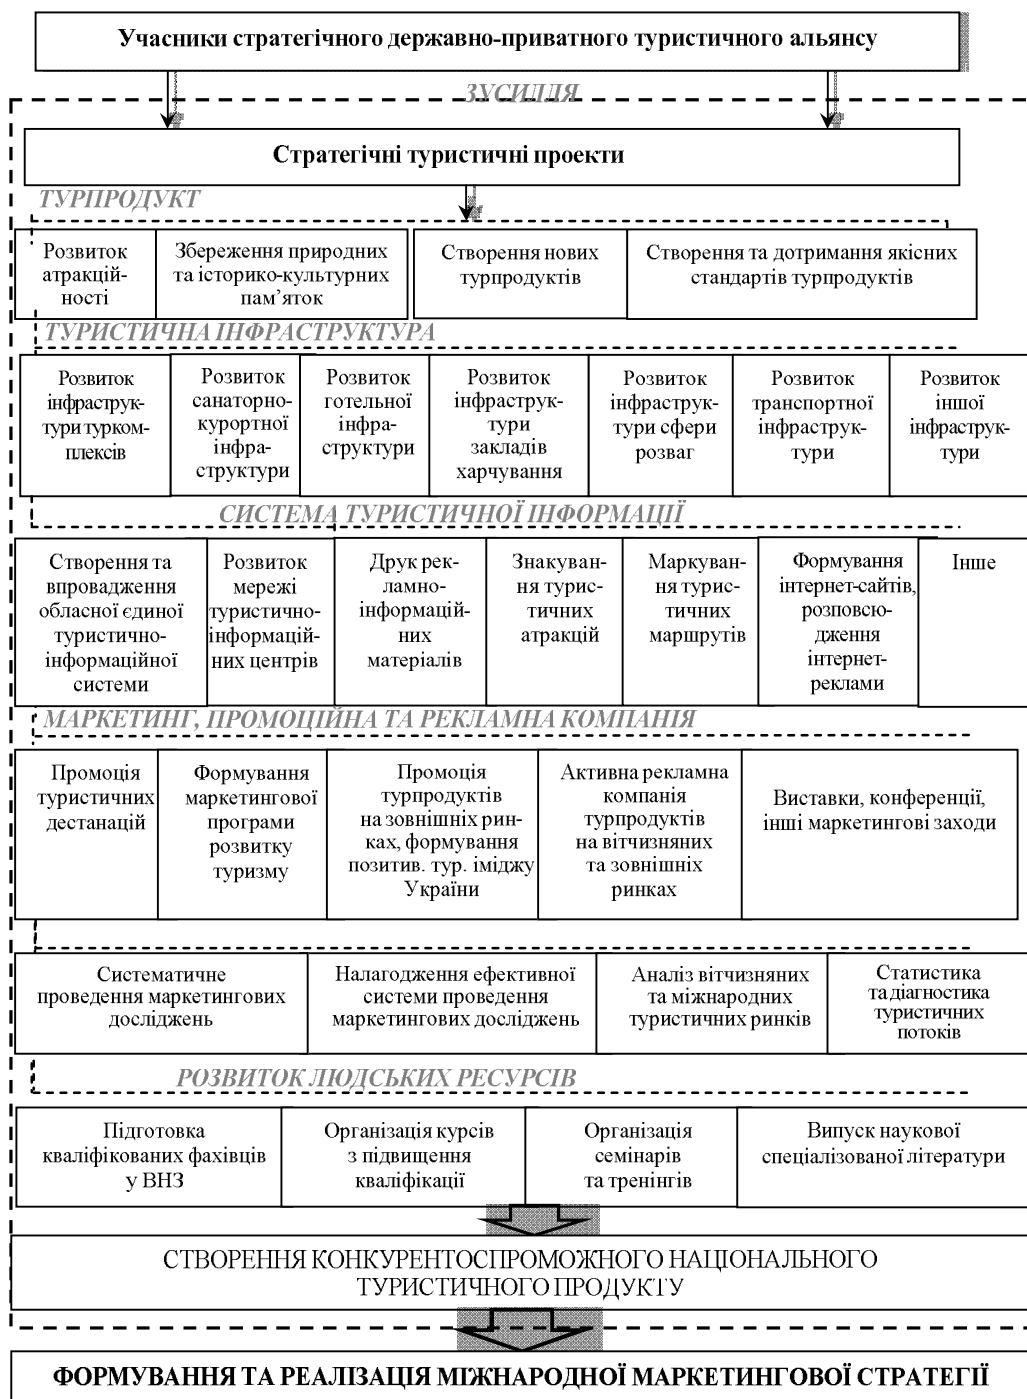 Учасники стратегічного державно-приватного туристичного альянсу
ЗУСИЛЛЯ
Стратегічні туристичні проекти
ТУРПРОДУКТ
Розвиток
атракцій-
ності
Збереження природних
та історико-культурних
пам’яток
Створення нових
турпродуктів
Створення та дотримання якісних
стандартів турпродуктів
ТУРИСТИЧНА ІНФРАСТРУКТУРА
Розвиток
інфраструк-
тури турком-
плексів
Розвиток
санаторно-
курортної
інфра-
структури
Розвиток
готельної
інфра-
структури
Розвиток
інфраструк-
тури
закладів
харчування
Розвиток
інфраструк-
тури сфери
розваг
Розвиток
транспортної
інфраструк-
тури
Розвиток
іншої
інфраструк-
тури
СИСТЕМА ТУРИСТИЧНОЇ ІНФОРМАЦІЇ
Створення та
впровадження
обласної єдиної
туристично-
інформаційної
системи
Розвиток
мережі
туристично-
інформацій-
них центрів
Друк рек-
ламно-
інформацій-
них
матеріалів
Знакуван-
ня турис-
тичних
атракцій
Маркуван-
ня турис-
тичних
маршрутів
Формування
інтернет-сайтів,
розповсю-
дження
інтернет-
реклами
Інше
МАРКЕТИНГ, ПРОМОЦІЙНА ТА РЕКЛАМНА КОМПАНІЯ
Промоція
туристичних
дестанацій
Формування
маркетингової
програми
розвитку
туризму
Промоція
турпродуктів
на зовнішніх рин-
ках, формування
позитив. тур. іміджу
України
Активна рекламна
компанія
турпродуктів
на вітчизняних
та зовнішніх
ринках
Виставки, конференції,
інші маркетингові заходи
Систематичне
проведення маркетингових
досліджень
Налагодження ефективної
системи проведення
маркетингових досліджень
Аналіз вітчизняних
та міжнародних
туристичних ринків
Статистика
та діагностика
туристичних
потоків
РОЗВИТОК ЛЮДСЬКИХ РЕСУРСІВ
Підготовка
кваліфікованих фахівців
у ВНЗ
Організація курсів
з підвищення
кваліфікації
Організація
семінарів
та тренінгів
Випуск наукової
спеціалізованої літератури
СТВОРЕННЯ КОНКУРЕНТОСПРОМОЖНОГО НАЦІОНАЛЬНОГО
ТУРИСТИЧНОГО ПРОДУКТУ
ФОРМУВАННЯ ТА РЕАЛІЗАЦІЯ МІЖНАРОДНОЇ МАРКЕТИНГОВОЇ СТРАТЕГІЇ